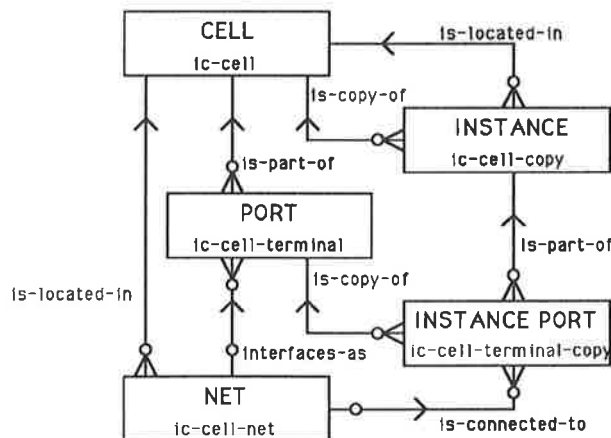 CELL
ic-cell
is-located-in
is-copy-of
INSTANCE
ic-cell-copy
is-part-of
PORT
ic-cell-terminal
is-part-of
is-copy-of
is-located-in
INSTANCE PORT
ic-cell-terminal-copy
interfaces-as
NET
ic-cell-net
is-connected-to